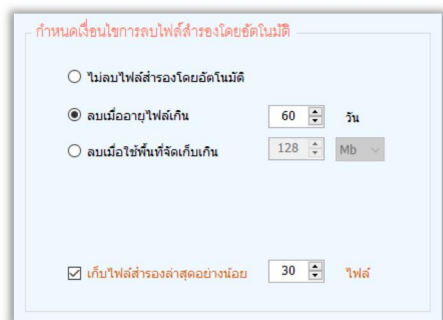 กำหนดเงื่อนไขการลบไฟล์สำรองโดยอัตโนมัติ
ไม่ลบไฟล์สำรองโดยอัตโนมัติ
ลบเมื่ออายุไฟล์เกิน 60 วัน
ลบเมื่อใช้พื้นที่จัดเก็บเกิน 128 Mb
เก็บไฟล์สำรองล่าสุดอย่างน้อย 30 ไฟล์